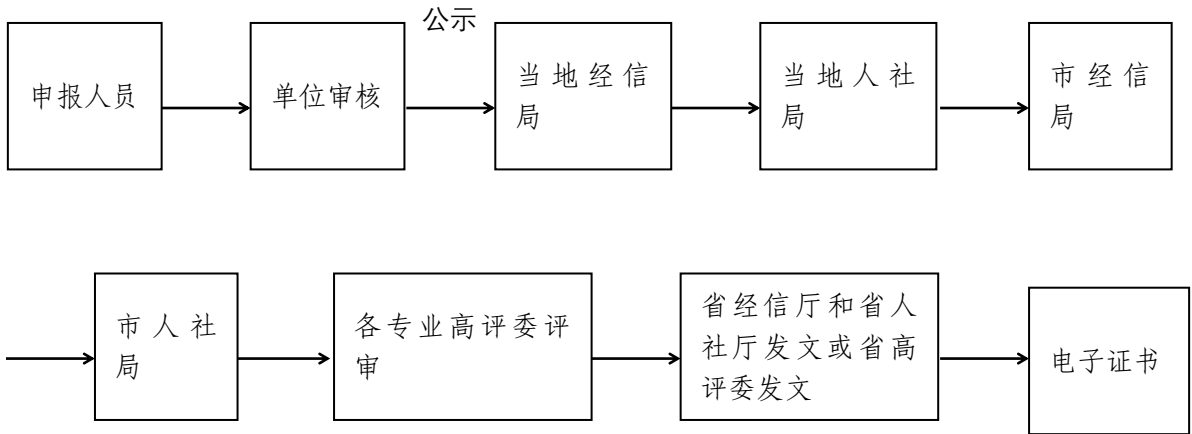 公示
申报人员
单位审核
当地经信
局
当地人社
局
市经信
局
市人社
局
各专业高评委评
审
省经信厅和省人
社厅发文或省高
评委发文
电子证书